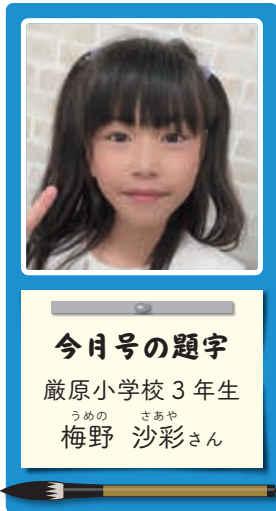 今月号の題字
厳原小学校3年生
うめの さあや
梅野 沙彩さん